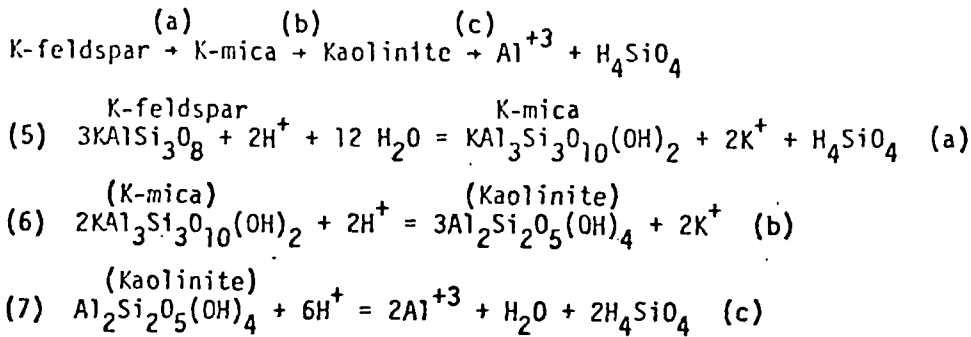 (a) (b) (c)
K-feldspar → K-mica → Kaolinite → Al⁺³ + H₄SiO₄
K-feldspar K-mica
(5) 3KAlSi₃O₈ + 2H⁺ + 12 H₂O = KAl₃Si₃O₁₀(OH)₂ + 2K⁺ + H₄SiO₄ (a)
(K-mica) (Kaolinite)
(6) 2KAl₃Si₃O₁₀(OH)₂ + 2H⁺ = 3Al₂Si₂O₅(OH)₄ + 2K⁺ (b)
(Kaolinite)
(7) Al₂Si₂O₅(OH)₄ + 6H⁺ = 2Al⁺³ + H₂O + 2H₄SiO₄ (c)